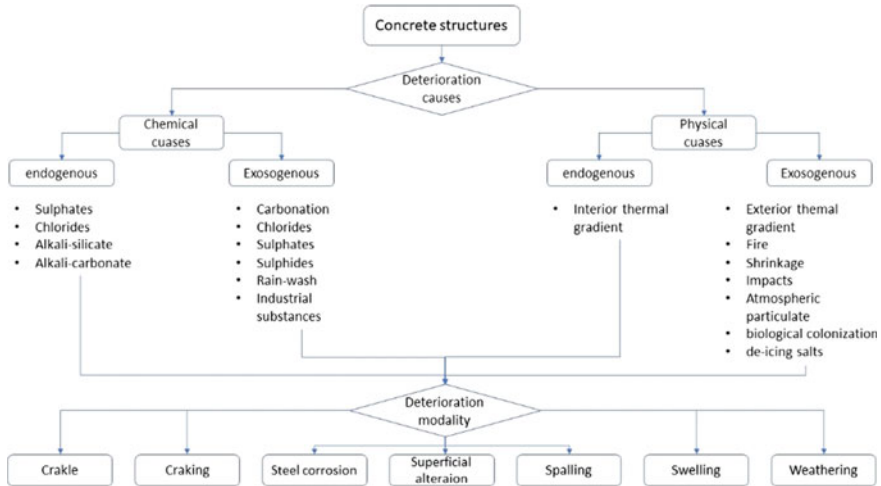 Concrete structures
Deterioration
causes
Chemical
cuases
Physical
cuases
endogenous
Exosogenous
endogenous
Exosogenous
• Sulphates
• Chlorides
• Alkali-silicate
• Alkali-carbonate
• Carbonation
• Chlorides
• Sulphates
• Sulphides
• Rain-wash
• Industrial
substances
• Interior thermal
gradient
• Exterior themal
gradient
• Fire
• Shrinkage
• Impacts
• Atmospheric
particulate
• biological colonization
• de-icing salts
Deterioration
modality
Crakle
Craking
Steel corrosion
Superficial
alteraion
Spalling
Swelling
Weathering